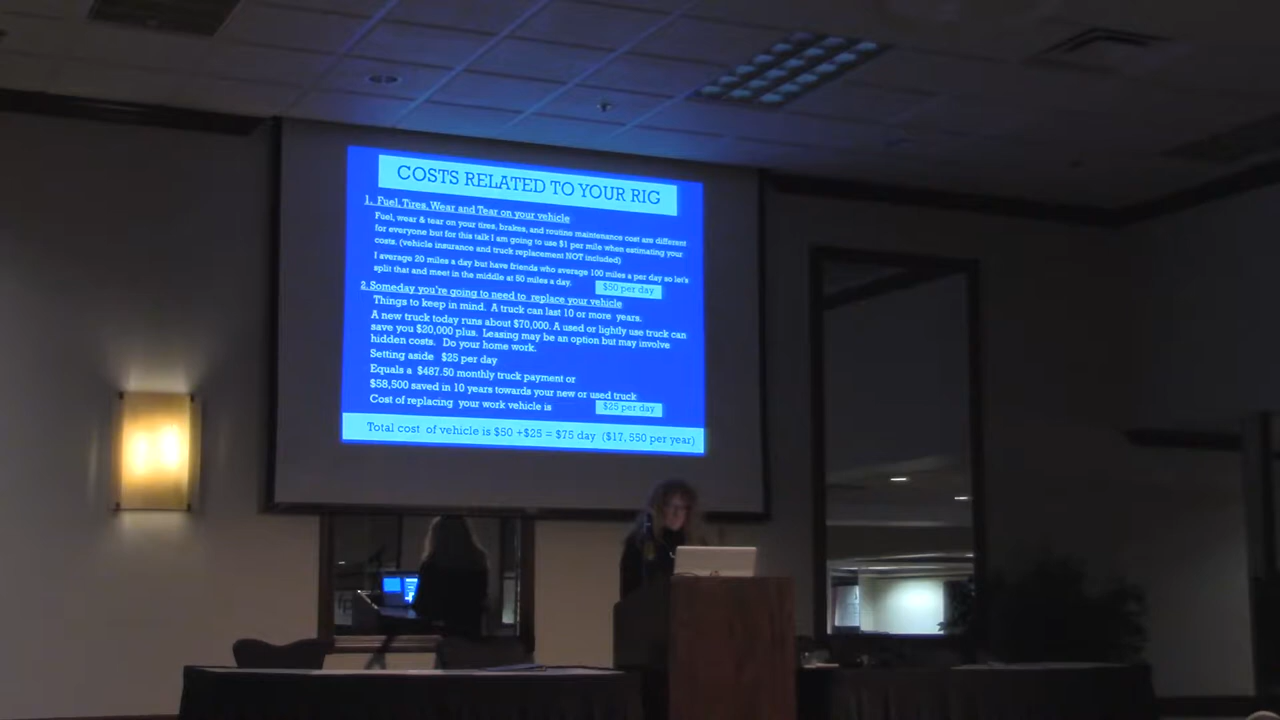 COSTS RELATED TO YOUR RIG
1. Fuel, Tires, Wear and Tear on your vehicle
Fuel, wear & tear on your tires, brakes, and routine maintenance cost are different
for everyone but for this talk I am going to use $1 per mile when estimating your
costs. (vehicle insurance and truck replacement NOT included)
I average 20 miles a day but have friends who average 100 miles a per day so let's
split that and meet in the middle at 50 miles a day. $50 per day
2. Someday you're going to need to replace your vehicle
Things to keep in mind. A truck can last 10 or more years.
A new truck today runs about $70,000. A used or lightly use truck can
save you $20,000 plus. Leasing may be an option but may involve
hidden costs. Do your home work.
Setting aside $25 per day
Equals a $487.50 monthly truck payment or
$58,500 saved in 10 years towards your new or used truck
Cost of replacing your work vehicle is $25 per day
Total cost of vehicle is $50 +$25 = $75 day ($17, 550 per year)